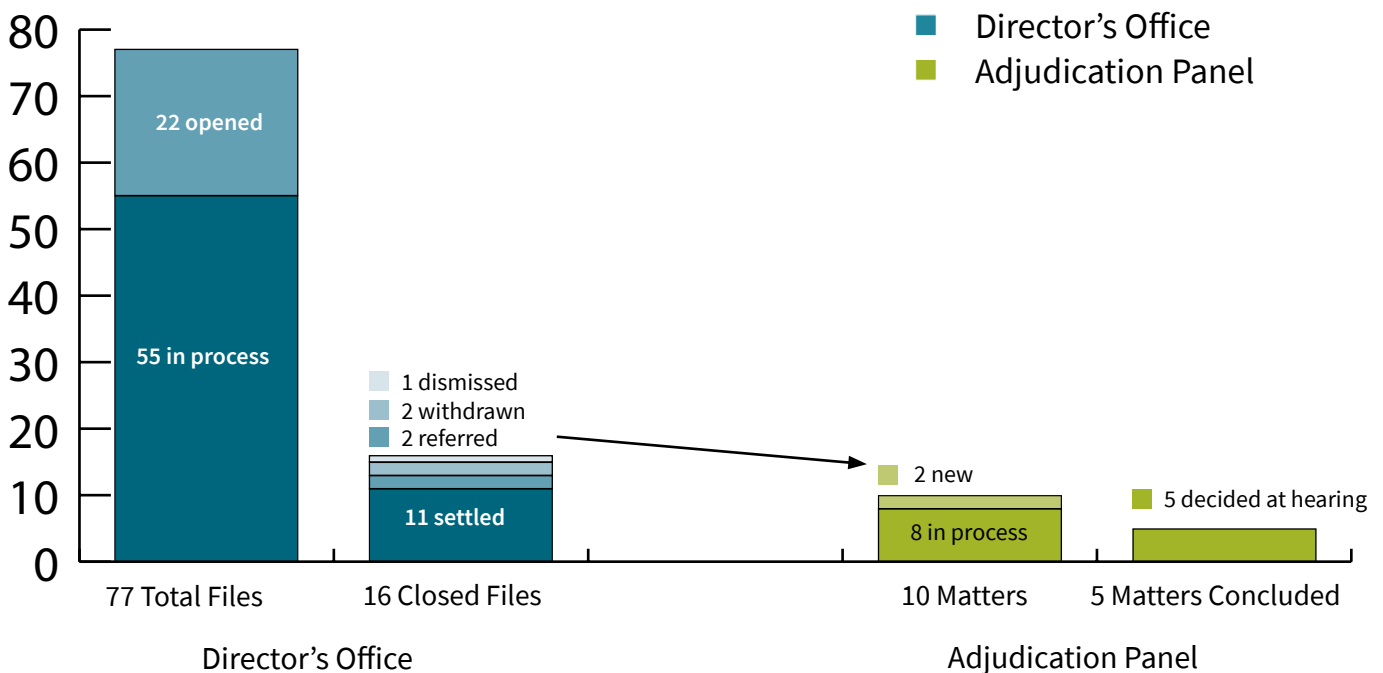 80
70
60
50
40
30
20
10
0
Director’s Office
Adjudication Panel
22 opened
55 in process
1 dismissed
2 withdrawn
2 referred
11 settled
2 new
8 in process
5 decided at hearing
77 Total Files
16 Closed Files
10 Matters
5 Matters Concluded
Director’s Office
Adjudication Panel